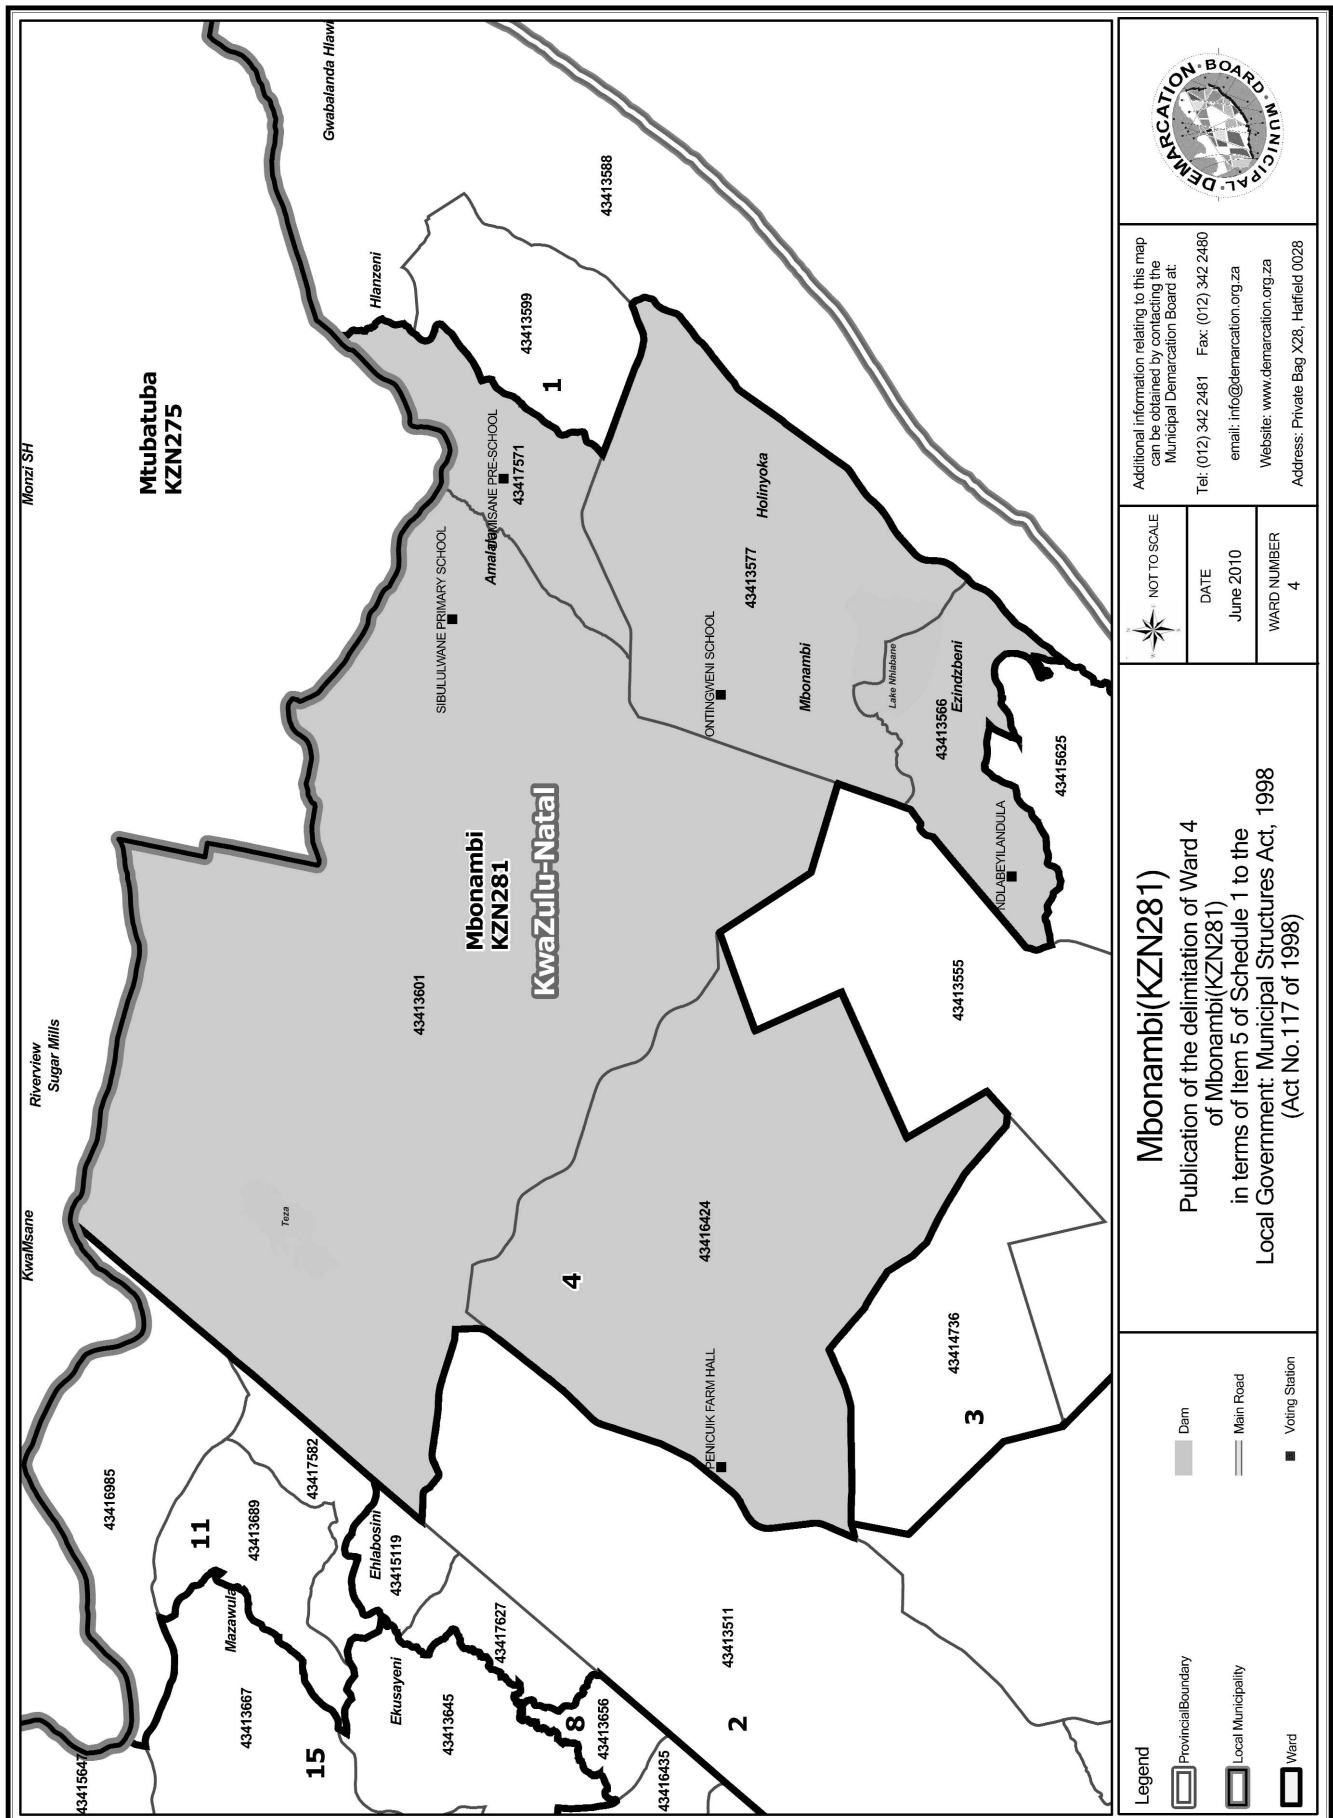 Monzi SH
Riverview
Sugar Mills
KwaMsane
Gwabalanda Hlawi
Mtubatuba
KZN275
Hlanzeni
43413588
43413599
1
SIBULULWANE PRIMARY SCHOOL
43417571
Holinyoka
43413577
ONTINGWENI SCHOOL
Mbonambi
Lake Nhlabane
43413566
Ezindzbeni
NDLABEYILANDULA
43415625
Mbonambi
KZN281
KwaZulu-Natal
43413601
43413555
Teza
4
43416424
PENICUIK FARM HALL
43414736
3
43416985
11
43413689
43417582
Mazawula
Ehlabosini
43415119
43415647
43413667
15
Ekusayeni
43413645
43417627
8
43413656
43416435
43413511
2
Legend
ProvincialBoundary
Local Municipality
Ward
Dam
Main Road
Voting Station
Mbonambi(KZN281)
Publication of the delimitation of Ward 4
of Mbonambi(KZN281)
in terms of Item 5 of Schedule 1 to the
Local Government: Municipal Structures Act, 1998
(Act No.117 of 1998)
NOT TO SCALE
DATE
June 2010
WARD NUMBER
4
Additional information relating to this map
can be obtained by contacting the
Municipal Demarcation Board at:
Tel: (012) 342 2481 Fax: (012) 342 2480
email: info@demarcation.org.za
Website: www.demarcation.org.za
Address: Private Bag X28, Hatfield 0028
MUNICIPAL DEMARCATION BOARD